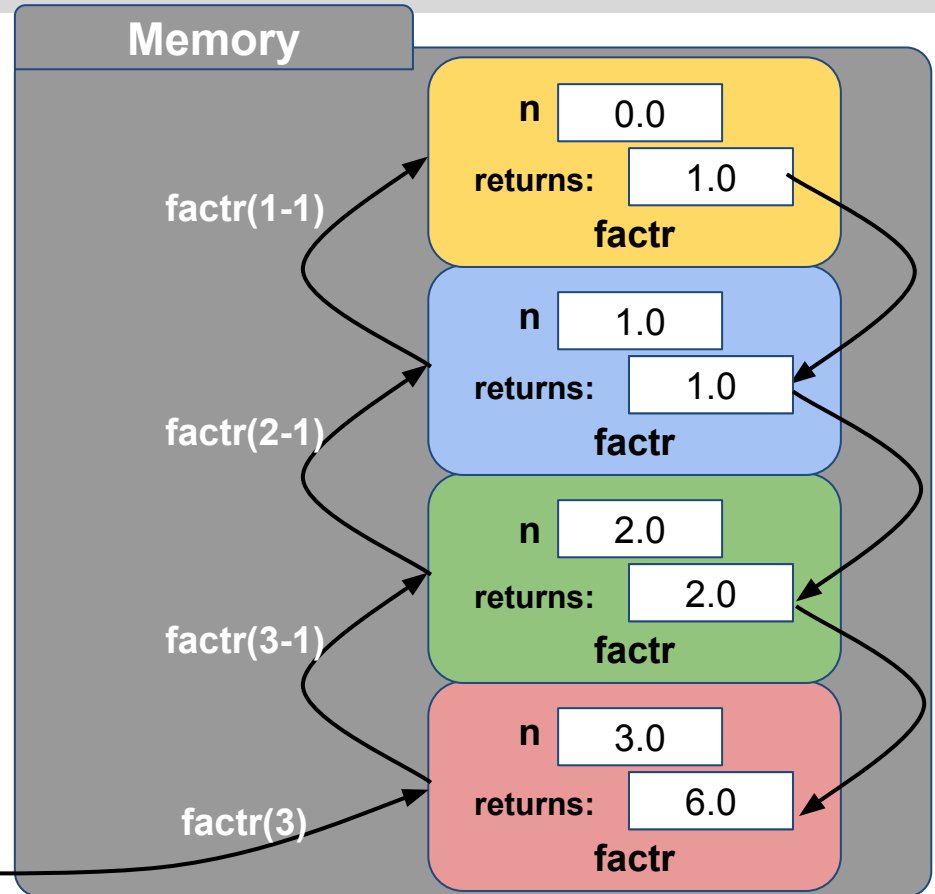 Memory
n 0.0
returns: 1.0
factr(1-1)
factr
n 1.0
returns: 1.0
factr(2-1)
factr
n 2.0
returns: 2.0
factr(3-1)
factr
n 3.0
returns: 6.0
factr(3)
factr